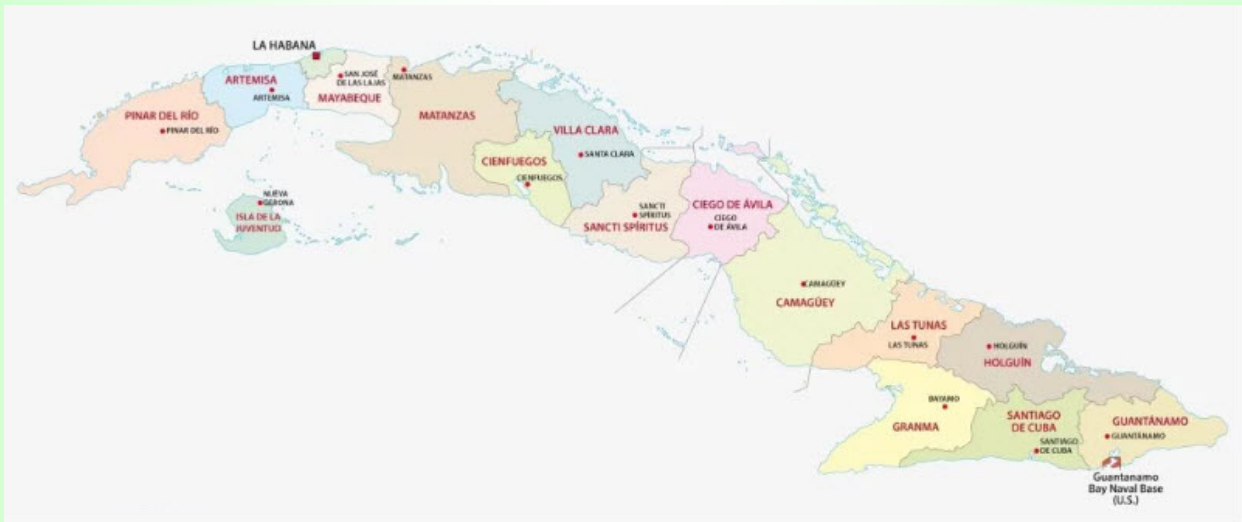 LA HABANA
ARTEMISA
ARTEMISA
SAN JOSÉ
DE LAS LAJAS
MAYABEQUE
MATANZAS
MATANZAS
PINAR DEL RÍO
PINAR DEL RÍO
VILLA CLARA
SANTA CLARA
CIENFUEGOS
CIENFUEGOS
NUEVA
GERONA
ISLA DE LA
JUVENTUD
SANCTI
SPÍRITUS
SANCTI SPÍRITUS
CIEGO DE ÁVILA
CIEGO
DE ÁVILA
CAMAGÜEY
CAMAGÜEY
LAS TUNAS
LAS TUNAS
HOLGUÍN
HOLGUÍN
BAYAMO
GRANMA
SANTIAGO
DE CUBA
SANTIAGO
DE CUBA
GUANTÁNAMO
GUANTÁNAMO
Guantanamo
Bay Naval Base
(U.S.)